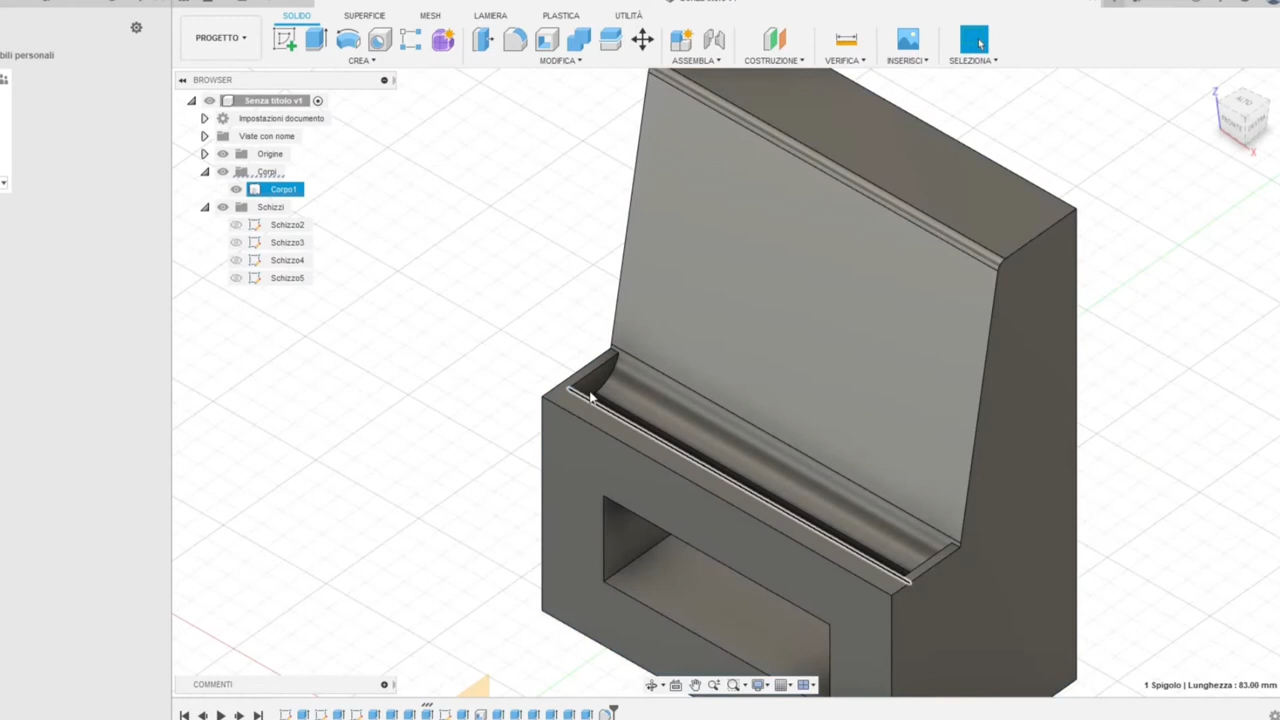 SOLIDO SUPERFICIE MESH LAMIERA PLASTICA UTILITÀ
PROGETTO ▾
CREA ▾ MODIFICA ▾ ASSEMBLA ▾ COSTRUZIONE ▾ VERIFICA ▾ INSERISCI ▾ SELEZIONA ▾
bili personali
BROWSER
Senza titolo v1
Impostazioni documento
Viste con nome
Origine
Corpi
Corpo1
Schizzi
Schizzo2
Schizzo3
Schizzo4
Schizzo5
Z
ALTO
X
COMMENTI
1 Spigolo | Lunghezza : 83.00 mm